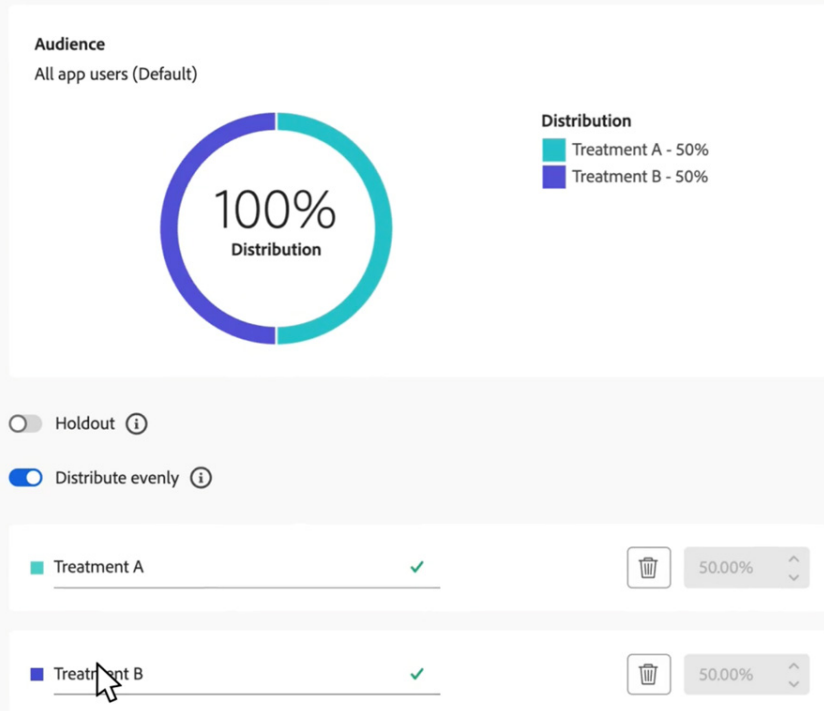 Audience
All app users (Default)
100%
Distribution
Distribution
Treatment A - 50%
Treatment B - 50%
Holdout
Distribute evenly
Treatment A
50.00%
Treatment B
50.00%